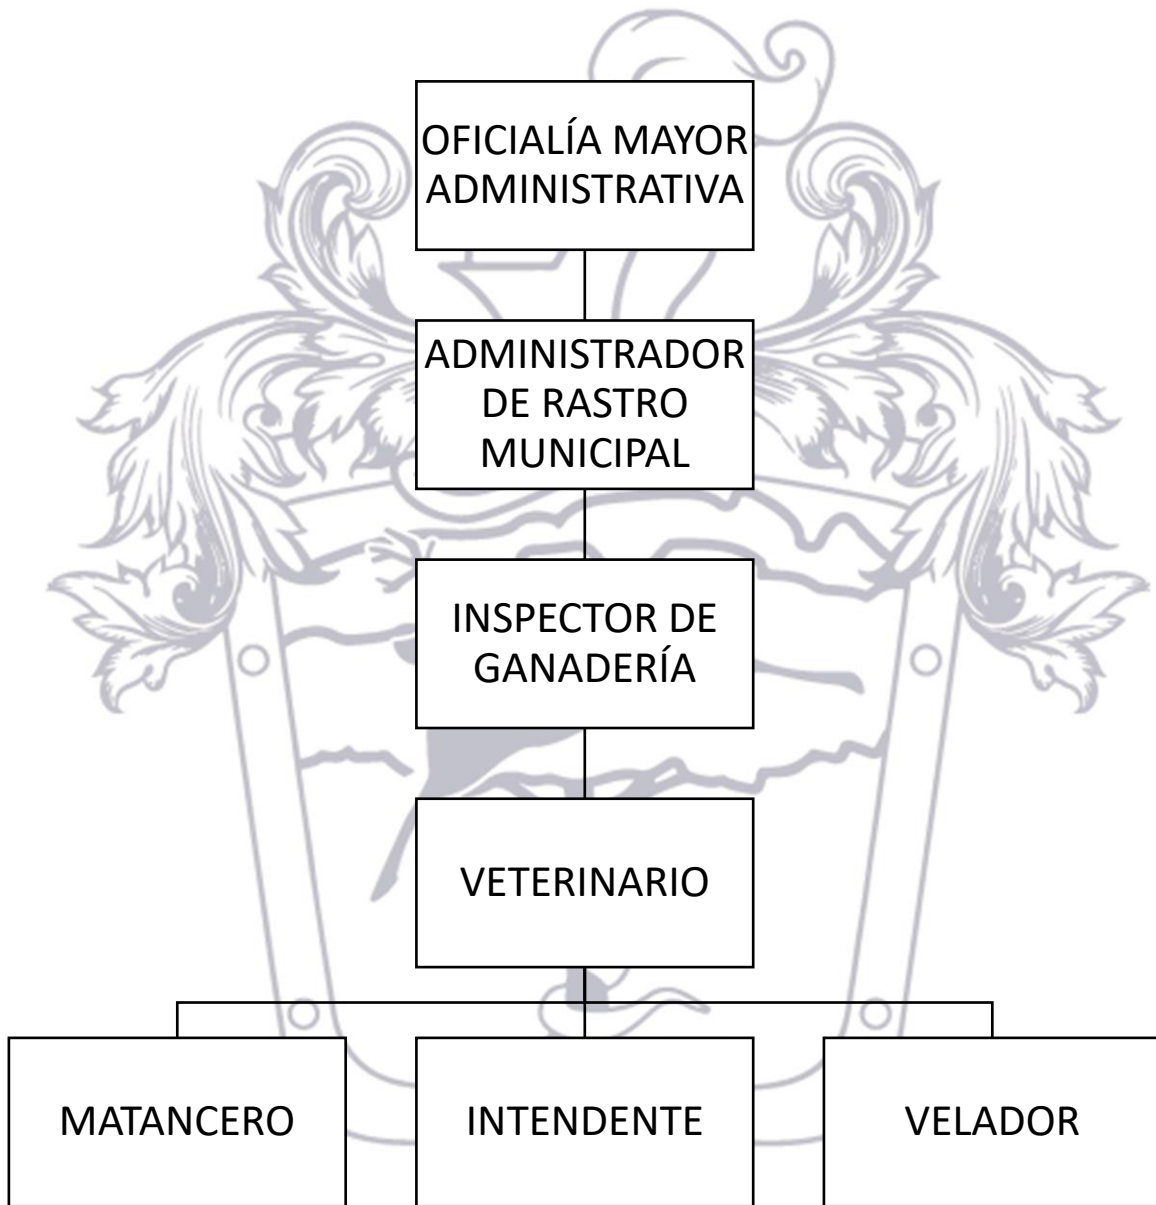 OFICIALÍA MAYOR
ADMINISTRATIVA
ADMINISTRADOR
DE RASTRO
MUNICIPAL
INSPECTOR DE
GANADERÍA
VETERINARIO
MATANCERO
INTENDENTE
VELADOR